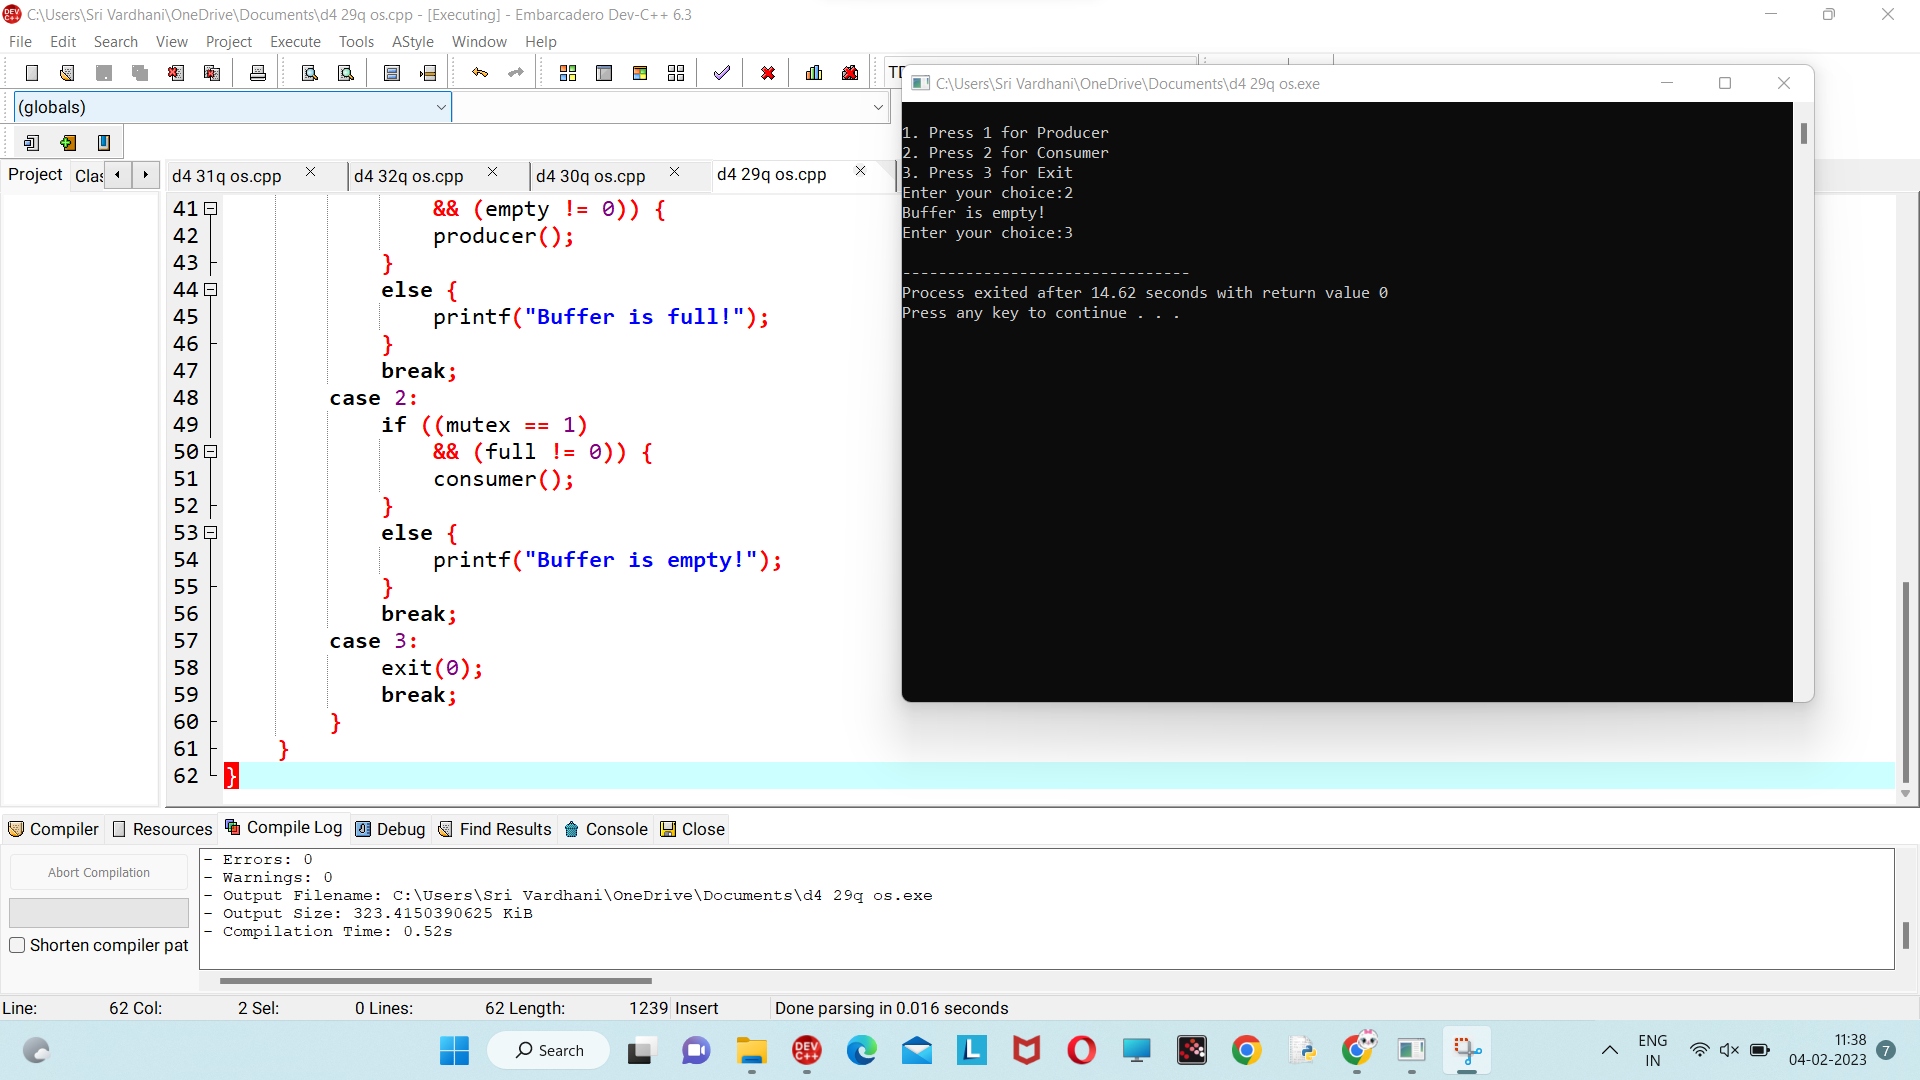 C:\Users\Sri Vardhani\OneDrive\Documents\d4 29q os.cpp - [Executing] - Embarcadero Dev-C++ 6.3
File Edit Search View Project Execute Tools AStyle Window Help
(globals)
Project
d4 31q os.cpp
d4 32q os.cpp
d4 30q os.cpp
d4 29q os.cpp
41 && (empty != 0)) {
42 producer();
43 }
44 else {
45 printf("Buffer is full!");
46 }
47 break;
48 case 2:
49 if ((mutex == 1)
50 && (full != 0)) {
51 consumer();
52 }
53 else {
54 printf("Buffer is empty!");
55 }
56 break;
57 case 3:
58 exit(0);
59 break;
60 }
61 }
62 }
C:\Users\Sri Vardhani\OneDrive\Documents\d4 29q os.exe
1. Press 1 for Producer
2. Press 2 for Consumer
3. Press 3 for Exit
Enter your choice:2
Buffer is empty!
Enter your choice:3
--------------------------------
Process exited after 14.62 seconds with return value 0
Press any key to continue . . .
Compiler Resources Compile Log Debug Find Results Console Close
Abort Compilation
Shorten compiler pat
- Errors: 0
- Warnings: 0
- Output Filename: C:\Users\Sri Vardhani\OneDrive\Documents\d4 29q os.exe
- Output Size: 323.4150390625 KiB
- Compilation Time: 0.52s
Line: 62 Col: 2 Sel: 0 Lines: 62 Length: 1239 Insert Done parsing in 0.016 seconds
Search
DEV C++
ENG
IN
11:38
04-02-2023
7